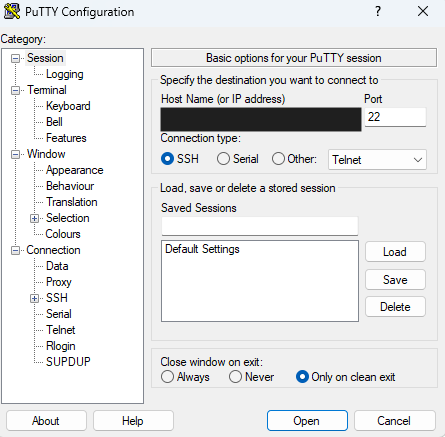 PuTTY Configuration
?
Category:
Session
Logging
Terminal
Keyboard
Bell
Features
Window
Appearance
Behaviour
Translation
Selection
Colours
Connection
Data
Proxy
SSH
Serial
Telnet
Rlogin
SUPDUP
Basic options for your PuTTY session
Specify the destination you want to connect to
Host Name (or IP address) Port
22
Connection type:
SSH Serial Other: Telnet
Load, save or delete a stored session
Saved Sessions
Default Settings
Load
Save
Delete
Close window on exit:
Always Never Only on clean exit
About Help Open Cancel